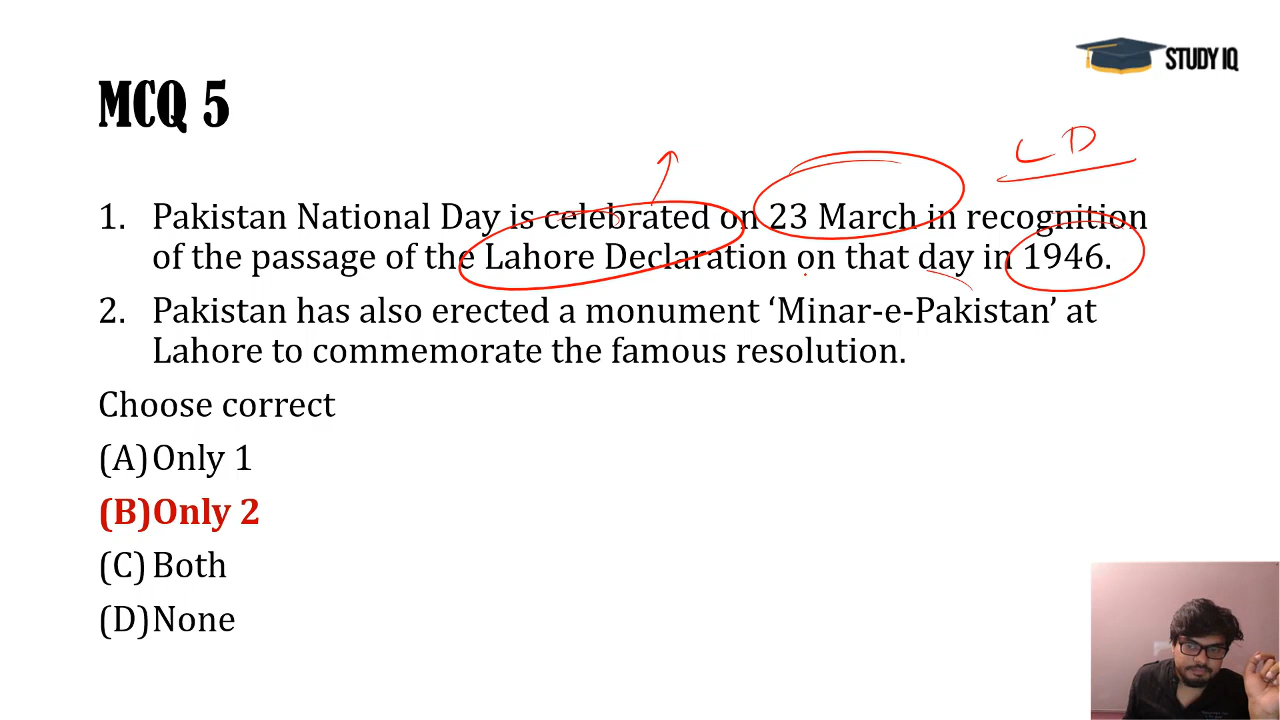 STUDY IQ
MCQ 5
L D
1. Pakistan National Day is celebrated on 23 March in recognition
of the passage of the Lahore Declaration on that day in 1946.
2. Pakistan has also erected a monument ‘Minar-e-Pakistan’ at
Lahore to commemorate the famous resolution.
Choose correct
(A)Only 1
(B)Only 2
(C)Both
(D)None